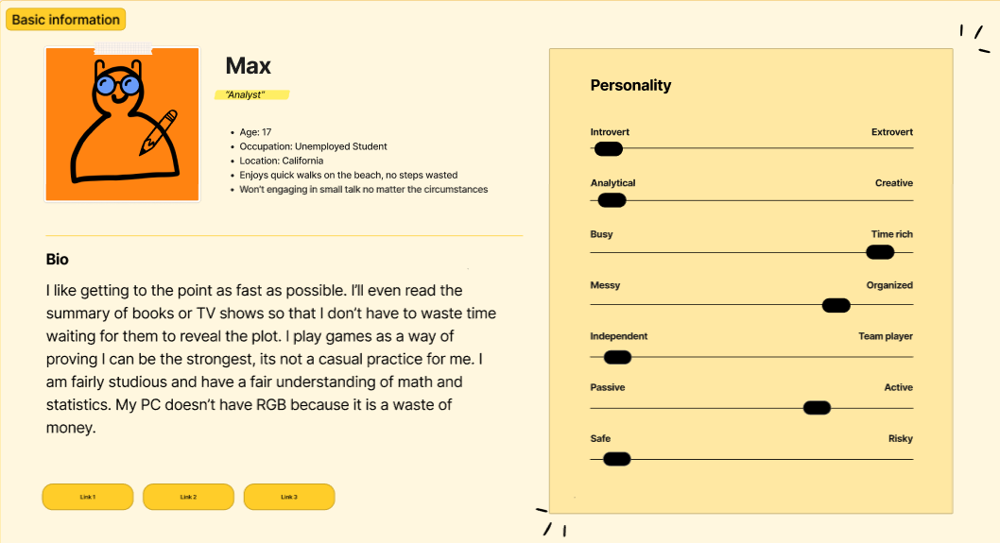 Basic information
Max
"Analyst"
• Age: 17
• Occupation: Unemployed Student
• Location: California
• Enjoys quick walks on the beach, no steps wasted
• Won't engaging in small talk no matter the circumstances
Bio
I like getting to the point as fast as possible. I'll even read the
summary of books or TV shows so that I don't have to waste time
waiting for them to reveal the plot. I play games as a way of
proving I can be the strongest, its not a casual practice for me. I
am fairly studious and have a fair understanding of math and
statistics. My PC doesn't have RGB because it is a waste of
money.
Link 1
Link 2
Link 3
Personality
Introvert Extrovert
Analytical Creative
Busy Time rich
Messy Organized
Independent Team player
Passive Active
Safe Risky